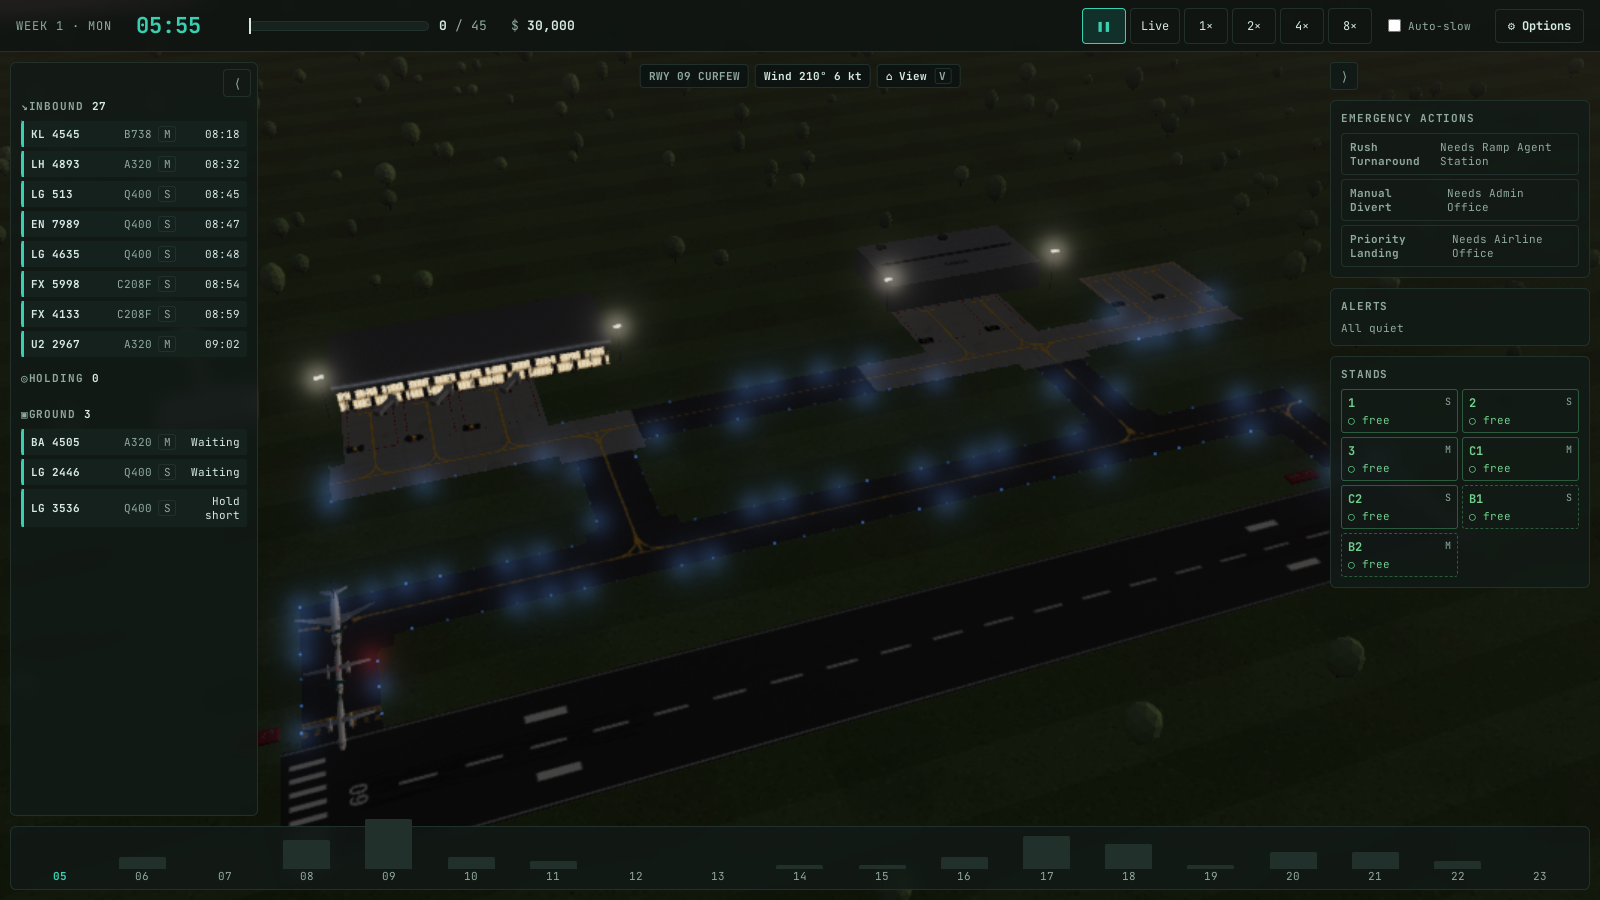 WEEK 1 · MON 05:55 0 / 45 $ 30,000 Live 1× 2× 4× 8× Auto-slow ⚙ Options
RWY 09 CURFEW Wind 210° 6 kt ⌂ View V
↘INBOUND 27
KL 4545 B738 M 08:18
LH 4893 A320 M 08:32
LG 513 Q400 S 08:45
EN 7989 Q400 S 08:47
LG 4635 Q400 S 08:48
FX 5998 C208F S 08:54
FX 4133 C208F S 08:59
U2 2967 A320 M 09:02
◎HOLDING 0
▣GROUND 3
BA 4505 A320 M Waiting
LG 2446 Q400 S Waiting
LG 3536 Q400 S Hold short
EMERGENCY ACTIONS
Rush Turnaround Needs Ramp Agent Station
Manual Divert Needs Admin Office
Priority Landing Needs Airline Office
ALERTS
All quiet
STANDS
1 S
○ free
2 S
○ free
3 M
○ free
C1 M
○ free
C2 S
○ free
B1 S
○ free
B2 M
○ free
09
05 06 07 08 09 10 11 12 13 14 15 16 17 18 19 20 21 22 23